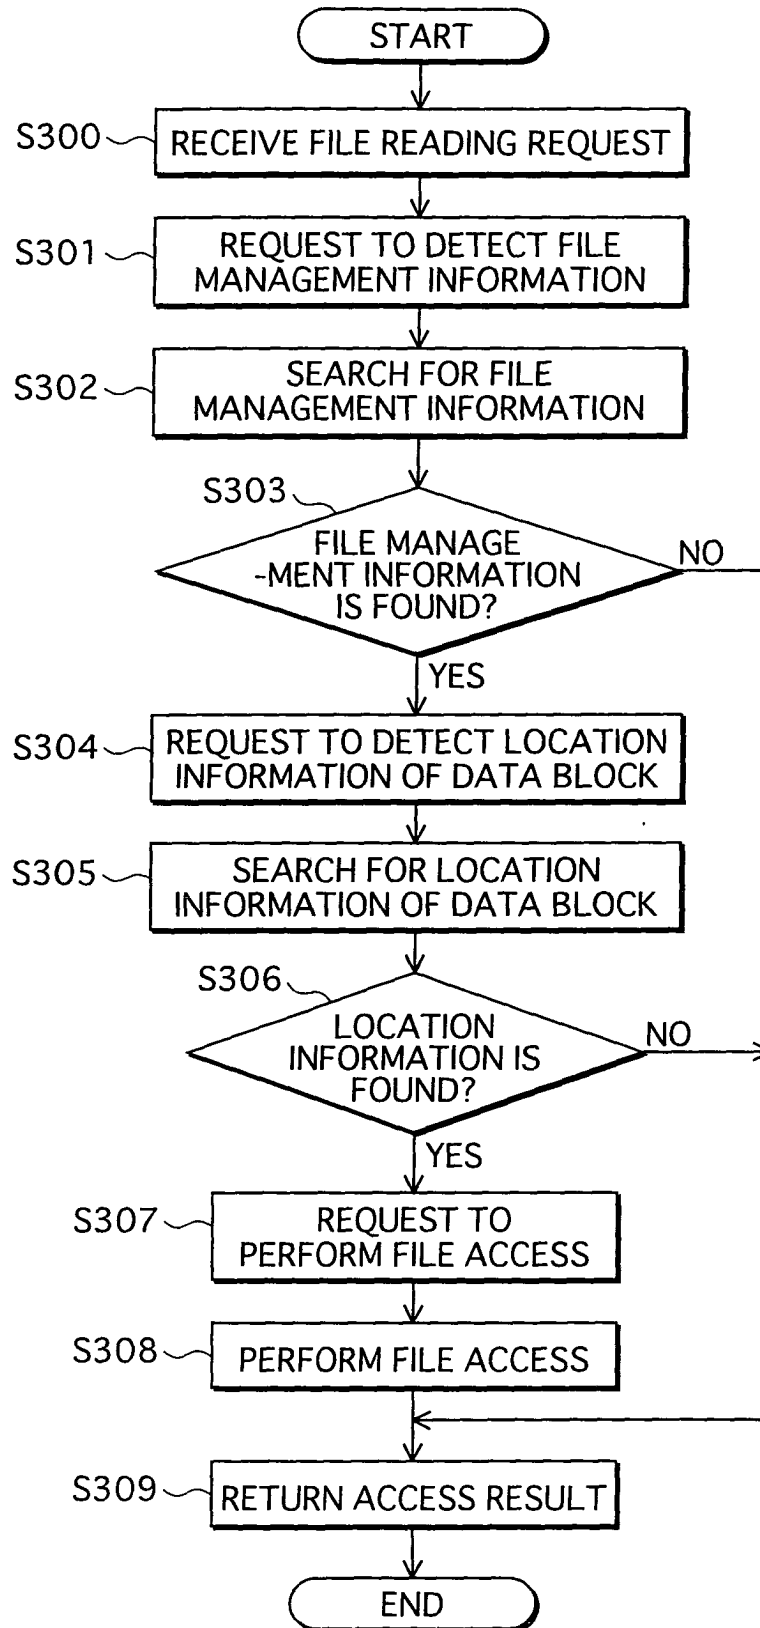 START
S300
RECEIVE FILE READING REQUEST
S301
REQUEST TO DETECT FILE
MANAGEMENT INFORMATION
S302
SEARCH FOR FILE
MANAGEMENT INFORMATION
S303
FILE MANAGE
-MENT INFORMATION
IS FOUND?
NO
YES
S304
REQUEST TO DETECT LOCATION
INFORMATION OF DATA BLOCK
S305
SEARCH FOR LOCATION
INFORMATION OF DATA BLOCK
S306
LOCATION
INFORMATION IS
FOUND?
NO
YES
S307
REQUEST TO
PERFORM FILE ACCESS
S308
PERFORM FILE ACCESS
S309
RETURN ACCESS RESULT
END